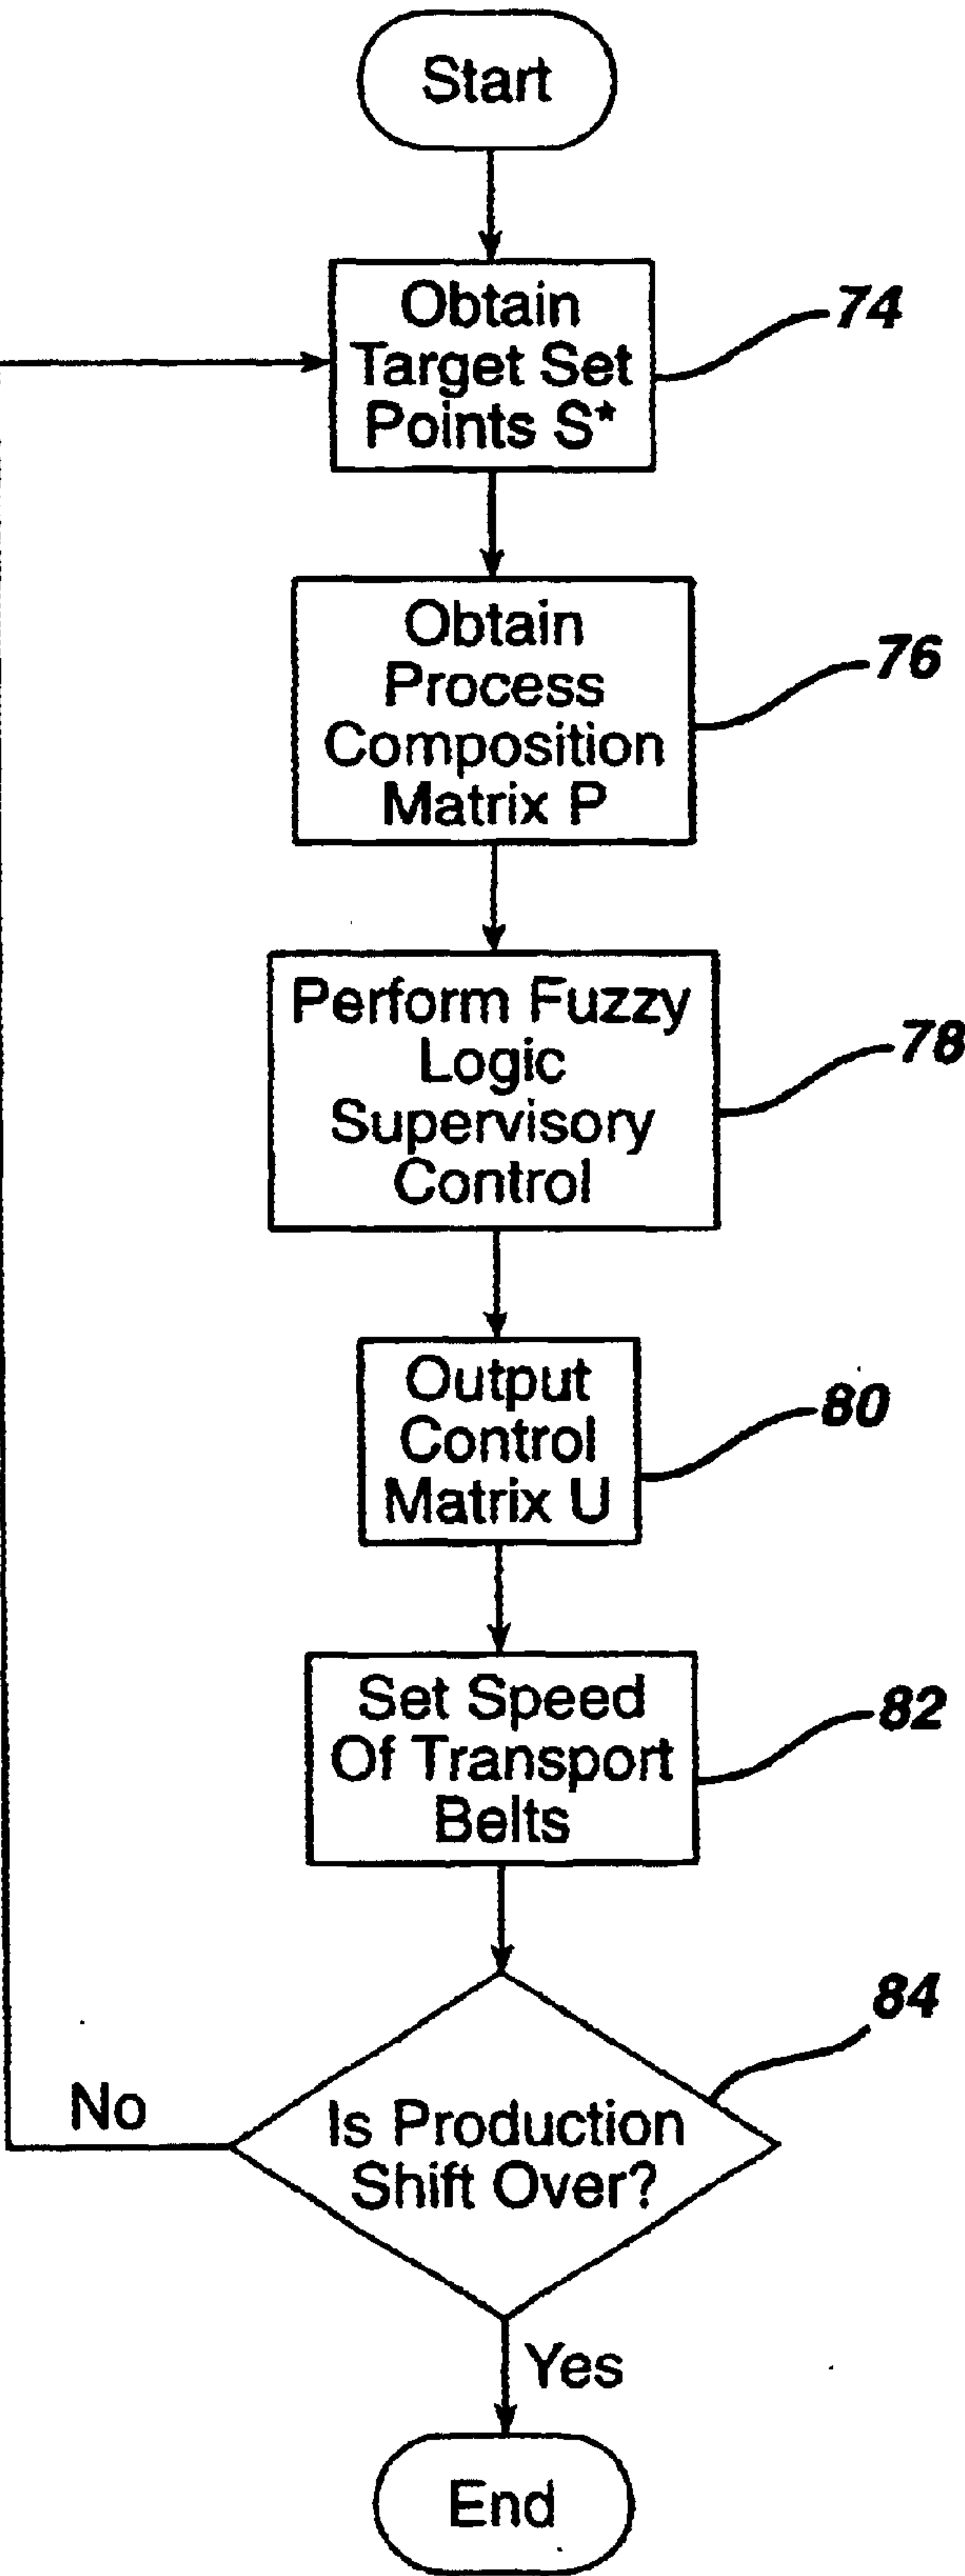 Start
Obtain
Target Set
Points S*
74
Obtain
Process
Composition
Matrix P
76
Perform Fuzzy
Logic
Supervisory
Control
78
Output
Control
Matrix U
80
Set Speed
Of Transport
Belts
82
84
Is Production
Shift Over?
No
Yes
End